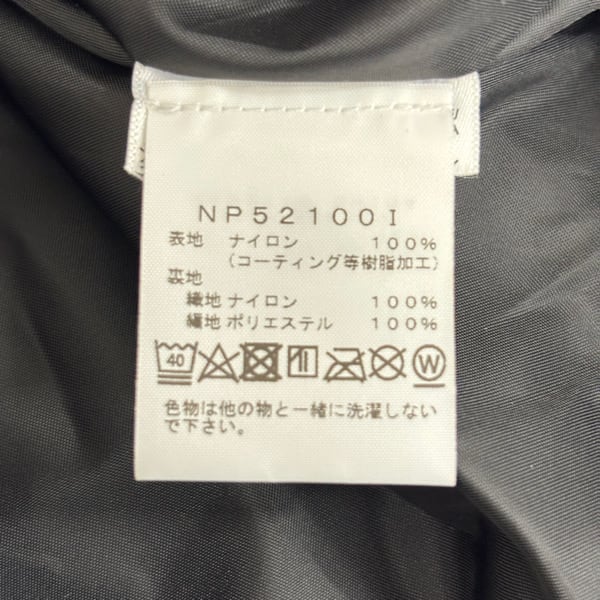 NP52100I
表地 ナイロン 100%
(コーティング等樹脂加工)
裏地
織地 ナイロン 100%
編地 ポリエステル 100%
40 W
色物は他の物と一緒に洗濯しない
で下さい。